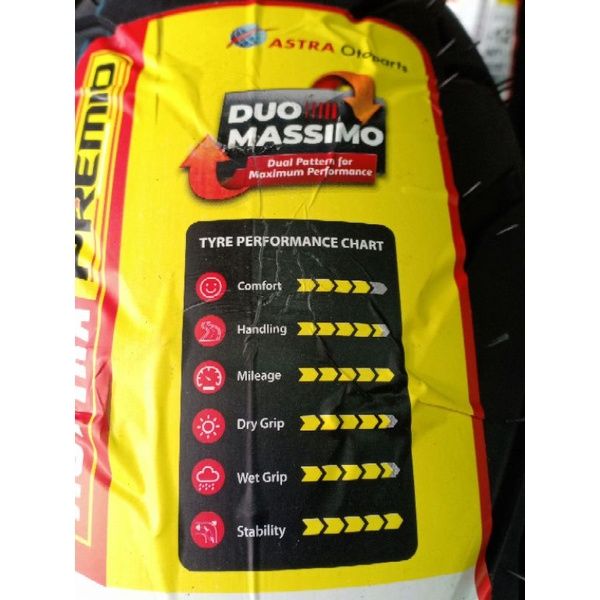 ASTRA Otoparts
DUO
MASSIMO
Dual Pattern for
Maximum Performance
PREMIO
TYRE PERFORMANCE CHART
Comfort
Handling
Mileage
Dry Grip
Wet Grip
Stability